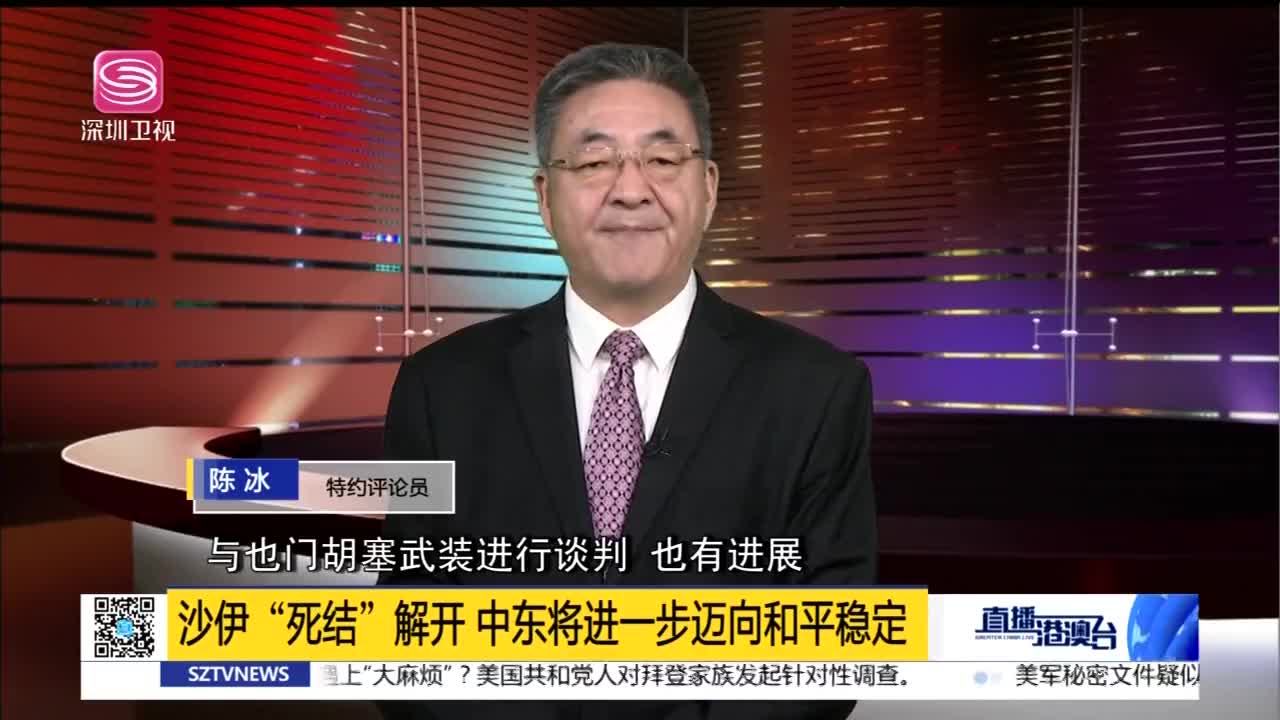 深圳卫视
陈冰
特约评论员
与也门胡塞武装进行谈判 也有进展
沙伊“死结”解开 中东将进一步迈向和平稳定
直播港澳台
GREATER CHINA LIVE
SZTVNEWS
上“大麻烦”？美国共和党人对拜登家族发起针对性调查。
美军秘密文件疑似